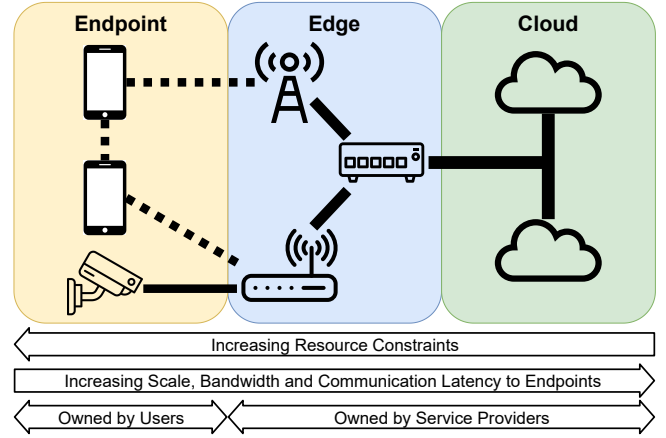 Endpoint
Edge
Cloud
Increasing Resource Constraints
Increasing Scale, Bandwidth and Communication Latency to Endpoints
Owned by Users
Owned by Service Providers